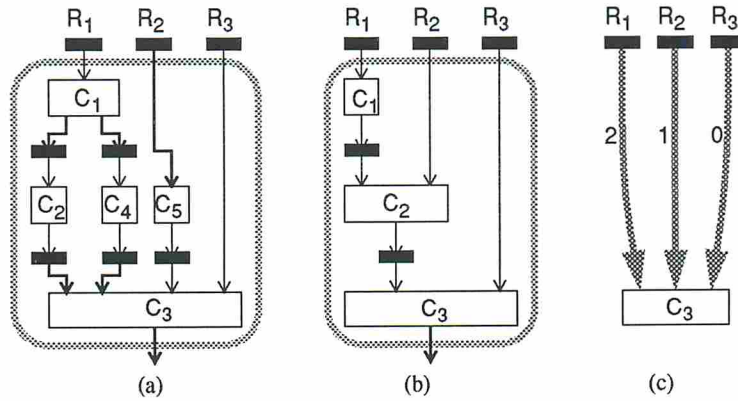 R1 R2 R3 R1 R2 R3 R1 R2 R3
C1 C1
2 1 0
C2 C4 C5 C2
C3 C3 C3
(a) (b) (c)